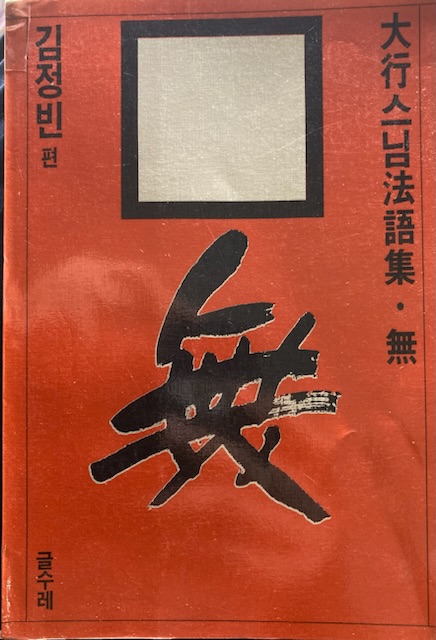 大行스님法語集·無
김정빈 편
無
글수레